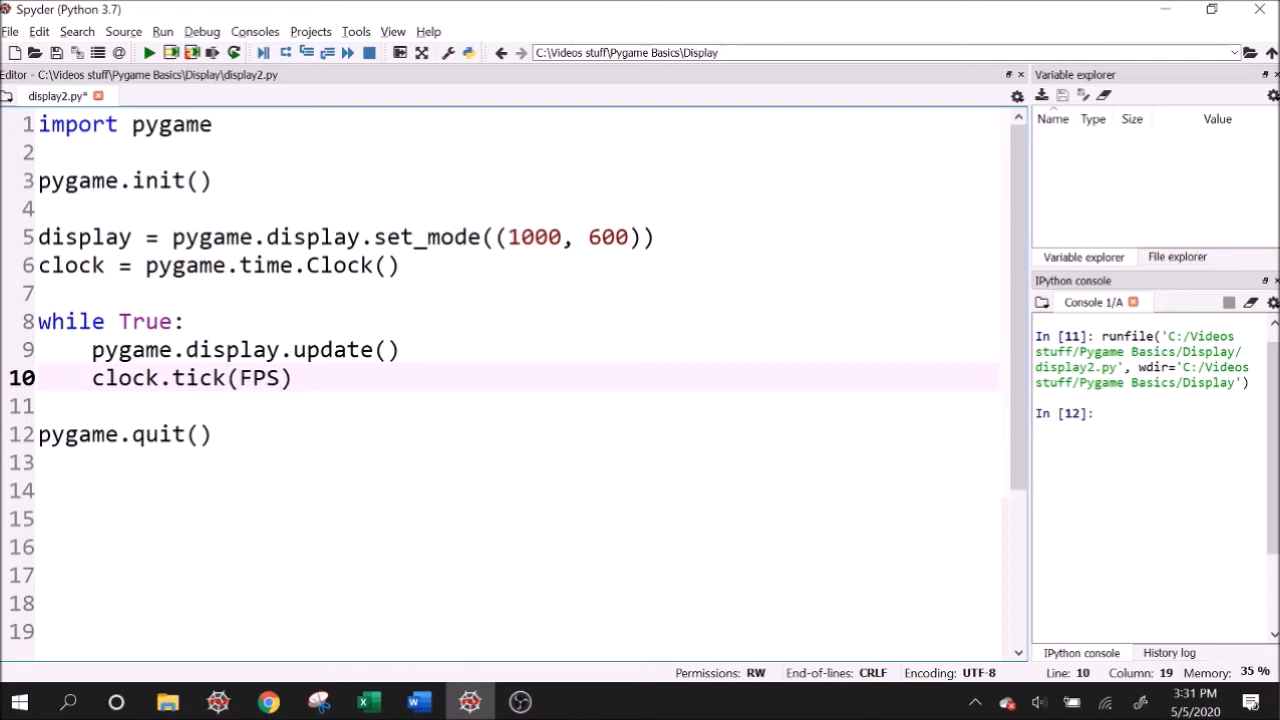 Spyder (Python 3.7)
File Edit Search Source Run Debug Consoles Projects Tools View Help
C:\Videos stuff\Pygame Basics\Display
Editor - C:\Videos stuff\Pygame Basics\Display\display2.py
display2.py*
1 import pygame
2
3 pygame.init()
4
5 display = pygame.display.set_mode((1000, 600))
6 clock = pygame.time.Clock()
7
8 while True:
9     pygame.display.update()
10     clock.tick(FPS)
11
12 pygame.quit()
13
14
15
16
17
18
19
Variable explorer
Name Type Size Value
Variable explorer File explorer
IPython console
Console 1/A
In [11]: runfile('C:/Videos
stuff/Pygame Basics/Display/
display2.py', wdir='C:/Videos
stuff/Pygame Basics/Display')
In [12]:
IPython console History log
Permissions: RW End-of-lines: CRLF Encoding: UTF-8 Line: 10 Column: 19 Memory: 35 %
3:31 PM
5/5/2020